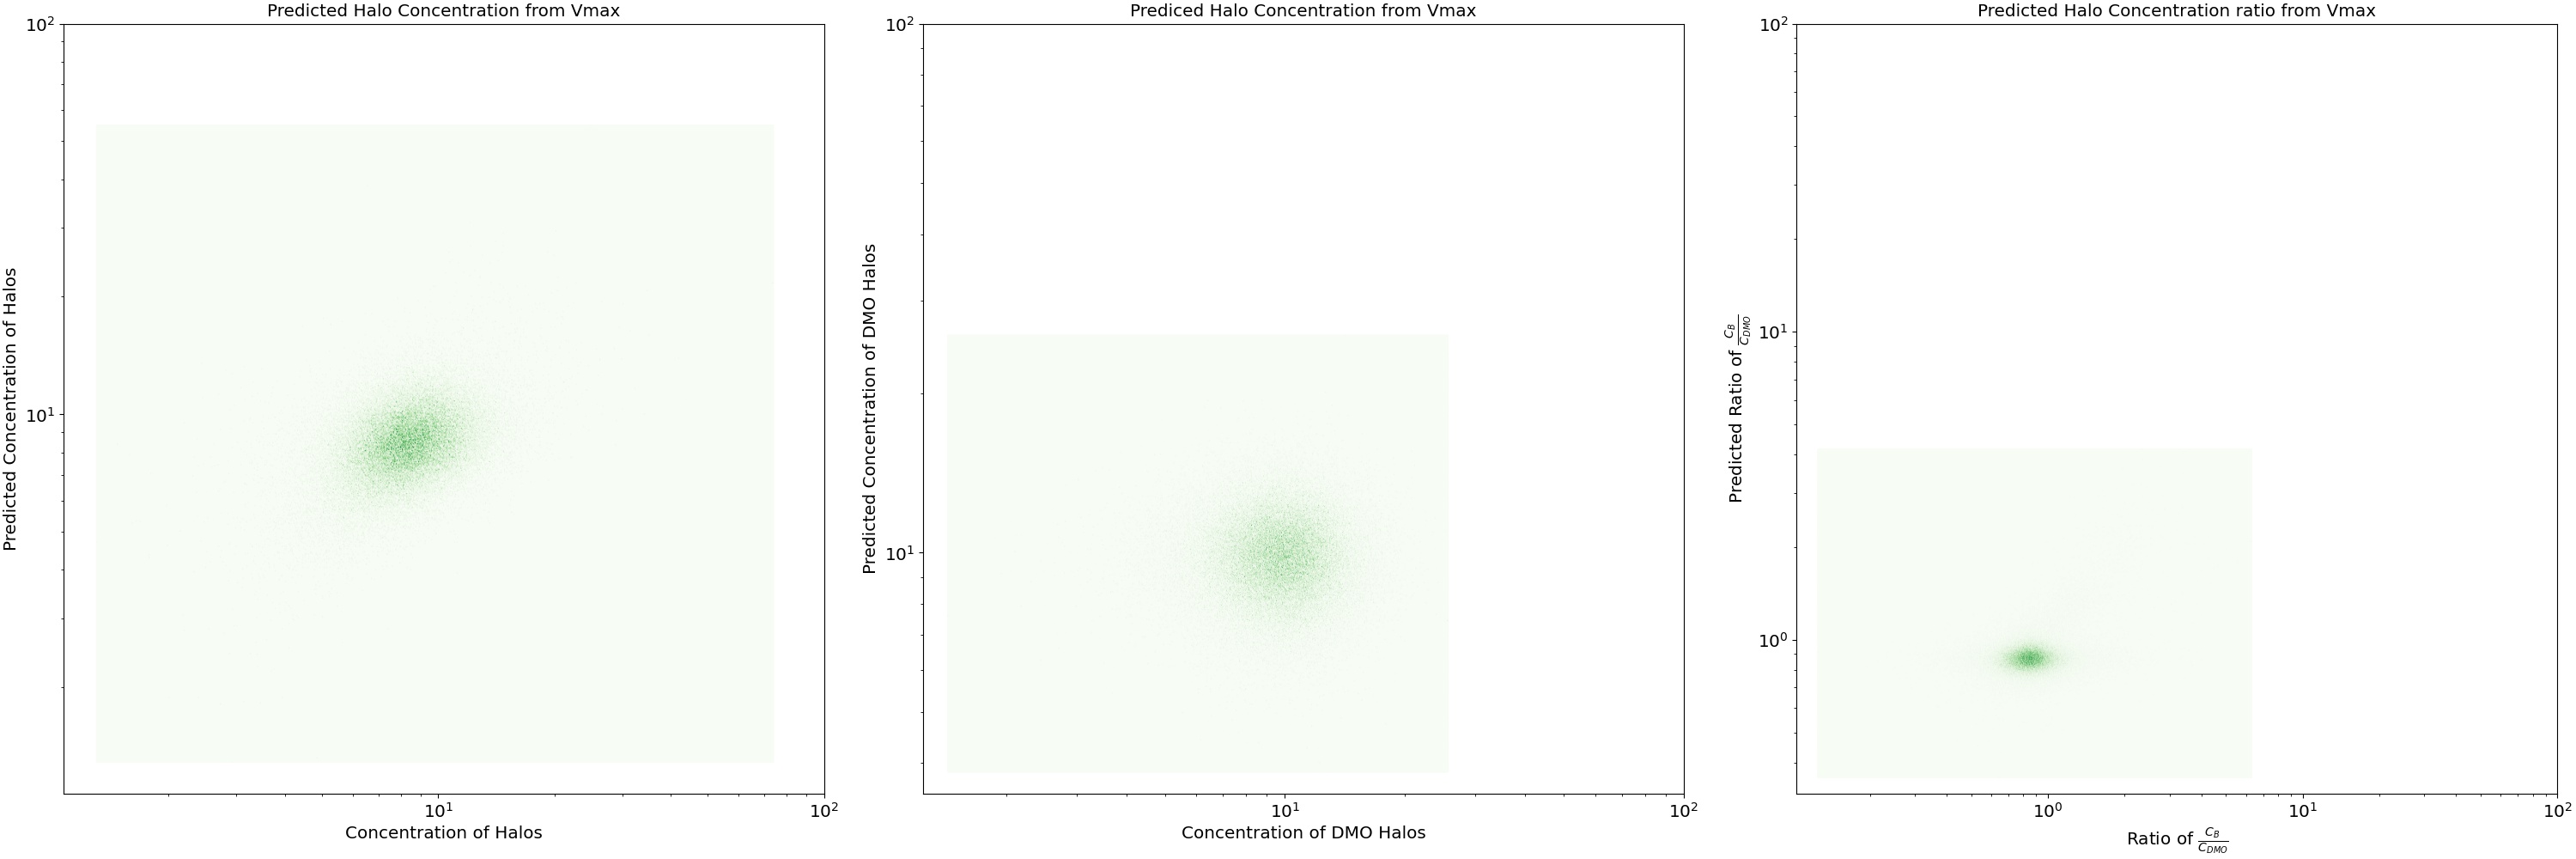 Predicted Halo Concentration from Vmax
10²
10¹
Predicted Concentration of Halos
10¹
10²
Concentration of Halos
Prediced Halo Concentration from Vmax
10²
10¹
Predicted Concentration of DMO Halos
10¹
10²
Concentration of DMO Halos
Predicted Halo Concentration ratio from Vmax
10²
10¹
10⁰
Predicted Ratio of C_B/C_DMO
10⁰
10¹
10²
Ratio of C_B/C_DMO